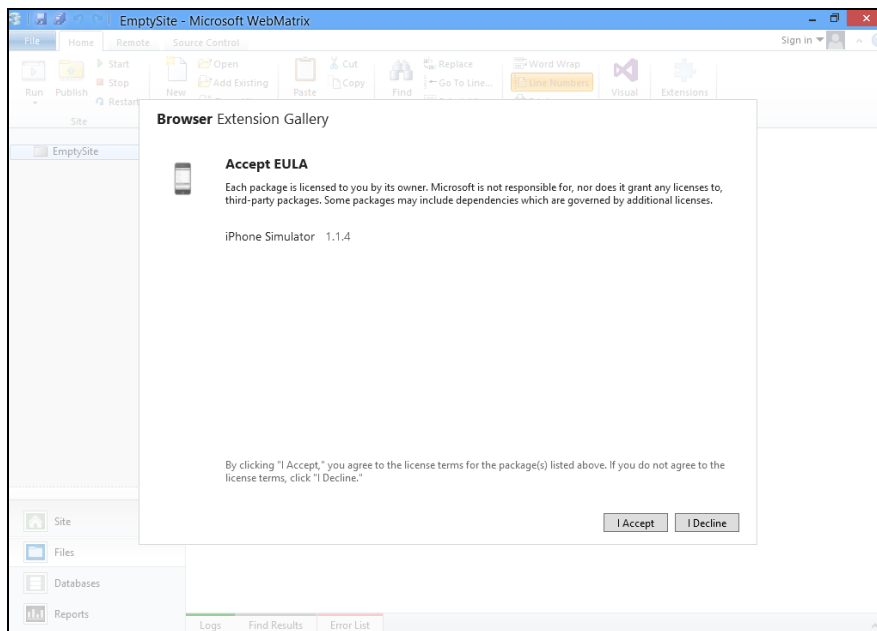 EmptySite - Microsoft WebMatrix
File Home Remote Source Control Sign in
Start Open Cut Replace Word Wrap
Stop Add Existing Copy Go To Line... Line Numbers
Run Publish Restart New Paste Find Visual Extensions
Site
EmptySite
Browser Extension Gallery
Accept EULA
Each package is licensed to you by its owner. Microsoft is not responsible for, nor does it grant any licenses to,
third-party packages. Some packages may include dependencies which are governed by additional licenses.
iPhone Simulator 1.1.4
By clicking "I Accept," you agree to the license terms for the package(s) listed above. If you do not agree to the
license terms, click "I Decline."
I Accept I Decline
Site
Files
Databases
Reports
Logs Find Results Error List